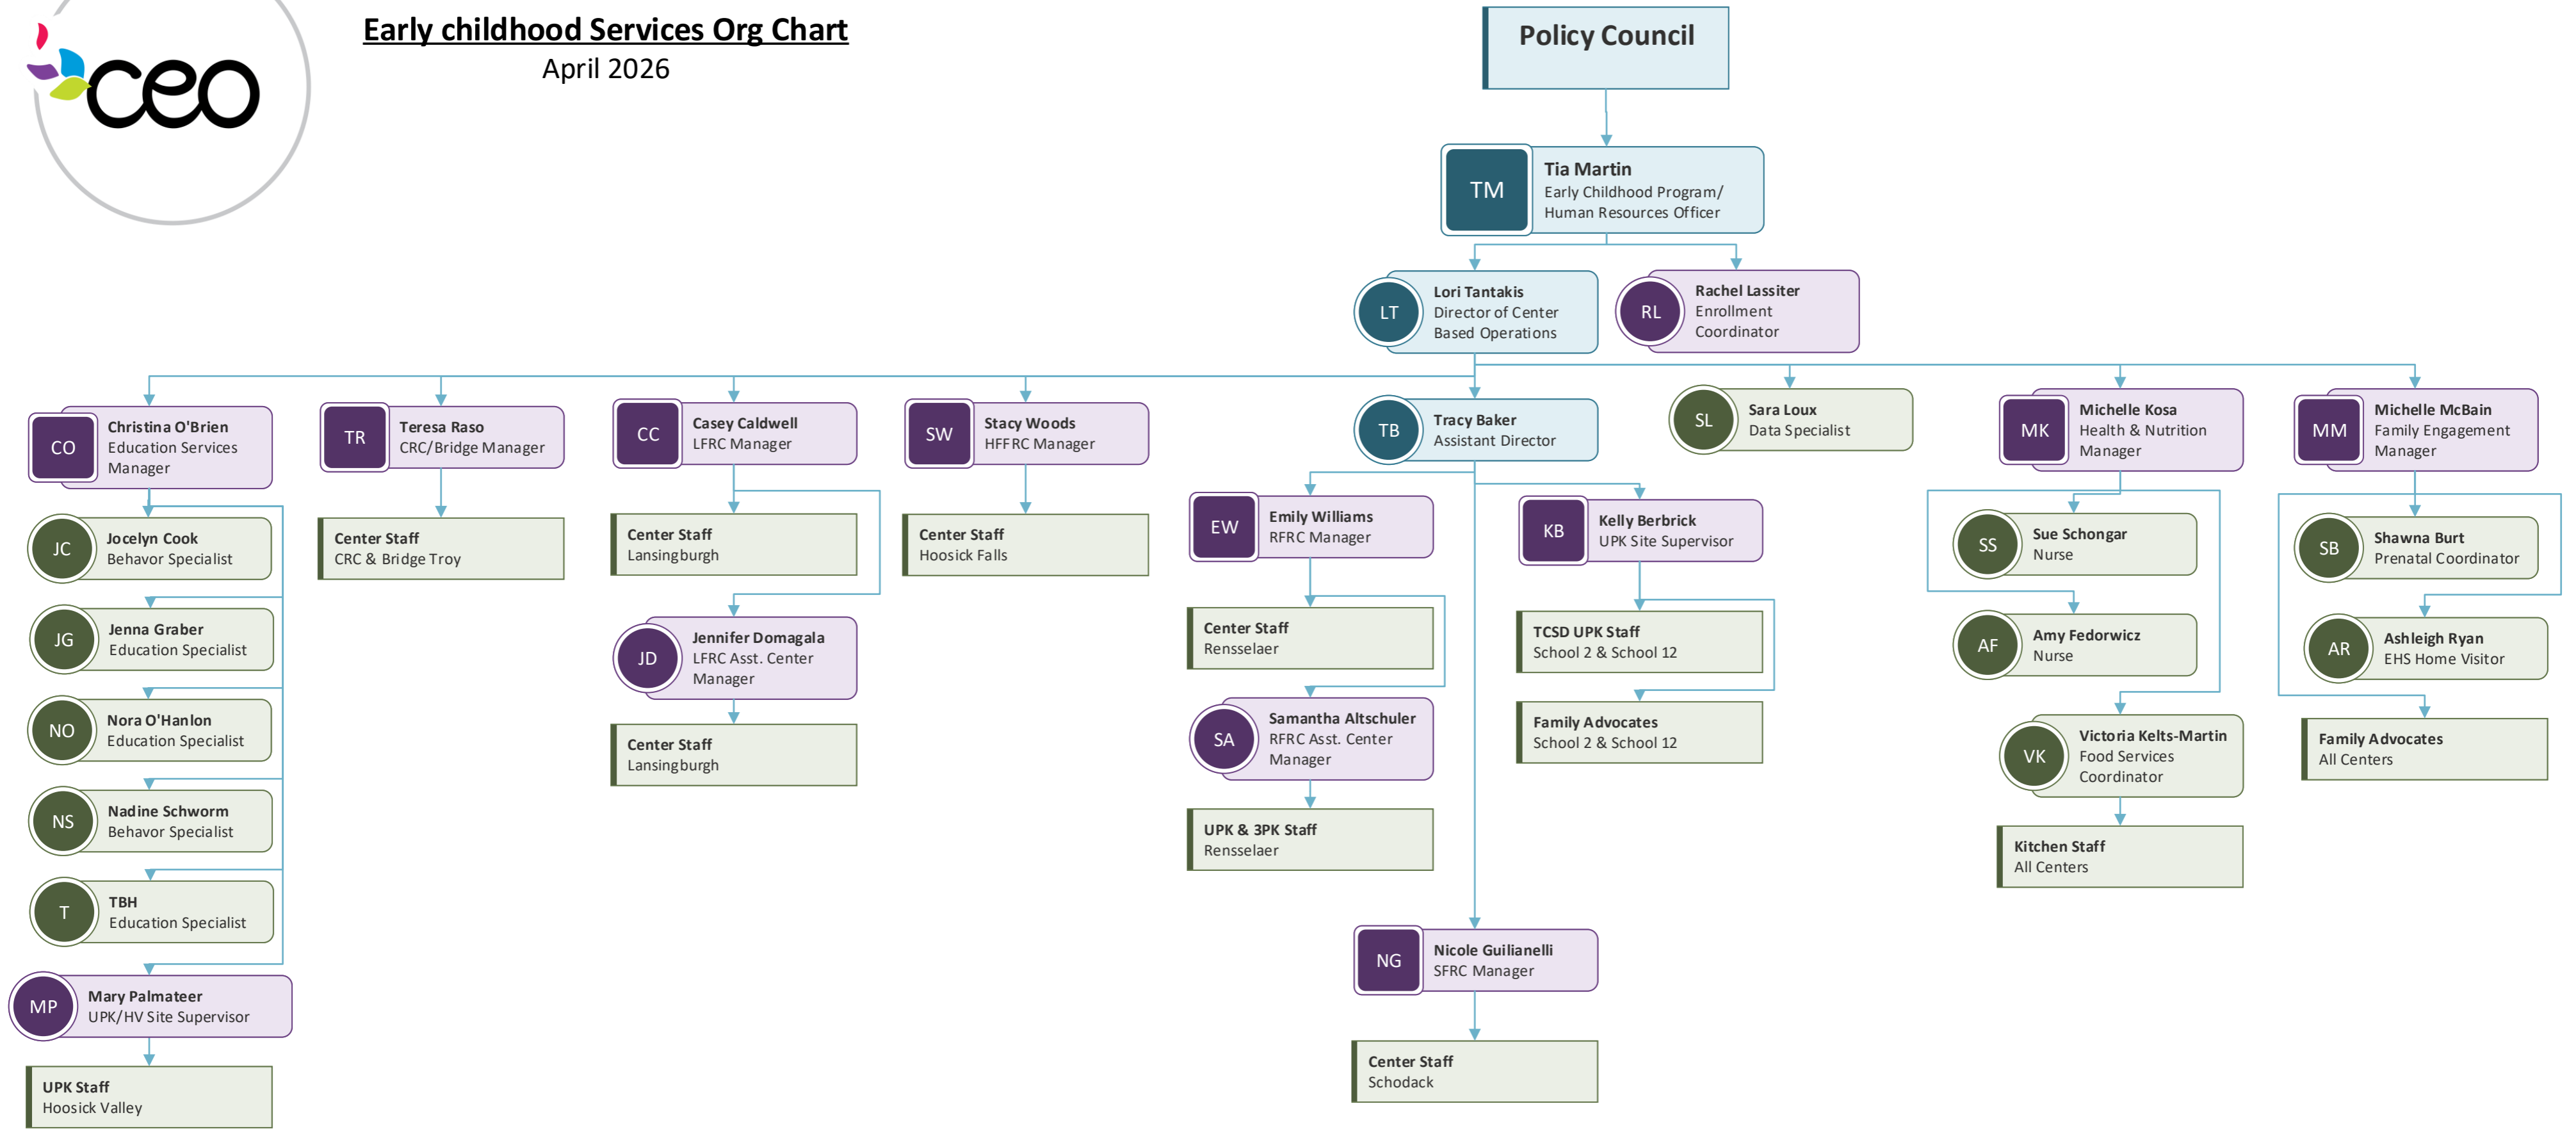 ceo
Early childhood Services Org Chart
April 2026
Policy Council
TM
Tia Martin
Early Childhood Program/
Human Resources Officer
LT
Lori Tantakis
Director of Center
Based Operations
RL
Rachel Lassiter
Enrollment
Coordinator
CO
Christina O'Brien
Education Services
Manager
TR
Teresa Raso
CRC/Bridge Manager
CC
Casey Caldwell
LFRC Manager
SW
Stacy Woods
HFFRC Manager
TB
Tracy Baker
Assistant Director
SL
Sara Loux
Data Specialist
MK
Michelle Kosa
Health & Nutrition
Manager
MM
Michelle McBain
Family Engagement
Manager
JC
Jocelyn Cook
Behavor Specialist
JG
Jenna Graber
Education Specialist
NO
Nora O'Hanlon
Education Specialist
NS
Nadine Schworm
Behavor Specialist
T
TBH
Education Specialist
MP
Mary Palmateer
UPK/HV Site Supervisor
UPK Staff
Hoosick Valley
Center Staff
CRC & Bridge Troy
Center Staff
Lansingburgh
JD
Jennifer Domagala
LFRC Asst. Center
Manager
Center Staff
Lansingburgh
Center Staff
Hoosick Falls
EW
Emily Williams
RFRC Manager
Center Staff
Rensselaer
SA
Samantha Altschuler
RFRC Asst. Center
Manager
UPK & 3PK Staff
Rensselaer
KB
Kelly Berbrick
UPK Site Supervisor
TCSD UPK Staff
School 2 & School 12
Family Advocates
School 2 & School 12
NG
Nicole Guilianelli
SFRC Manager
Center Staff
Schodack
SS
Sue Schongar
Nurse
AF
Amy Fedorwicz
Nurse
VK
Victoria Kelts-Martin
Food Services
Coordinator
Kitchen Staff
All Centers
SB
Shawna Burt
Prenatal Coordinator
AR
Ashleigh Ryan
EHS Home Visitor
Family Advocates
All Centers